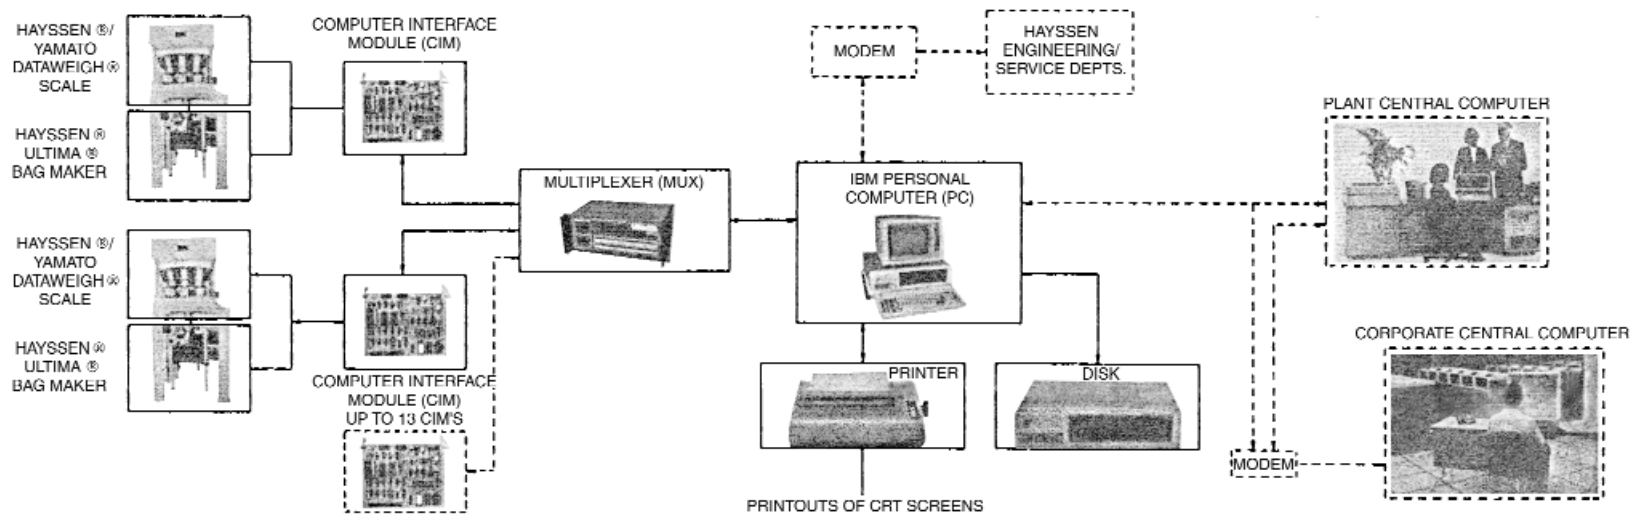 HAYSSEN ®/
YAMATO
DATAWEIGH ®
SCALE
HAYSSEN ®
ULTIMA ®
BAG MAKER
COMPUTER INTERFACE
MODULE (CIM)
HAYSSEN ®/
YAMATO
DATAWEIGH ®
SCALE
HAYSSEN ®
ULTIMA ®
BAG MAKER
COMPUTER INTERFACE
MODULE (CIM)
UP TO 13 CIM'S
MULTIPLEXER (MUX)
MODEM
HAYSSEN
ENGINEERING/
SERVICE DEPTS.
IBM PERSONAL
COMPUTER (PC)
PRINTER
DISK
PRINTOUTS OF CRT SCREENS
PLANT CENTRAL COMPUTER
CORPORATE CENTRAL COMPUTER
MODEM